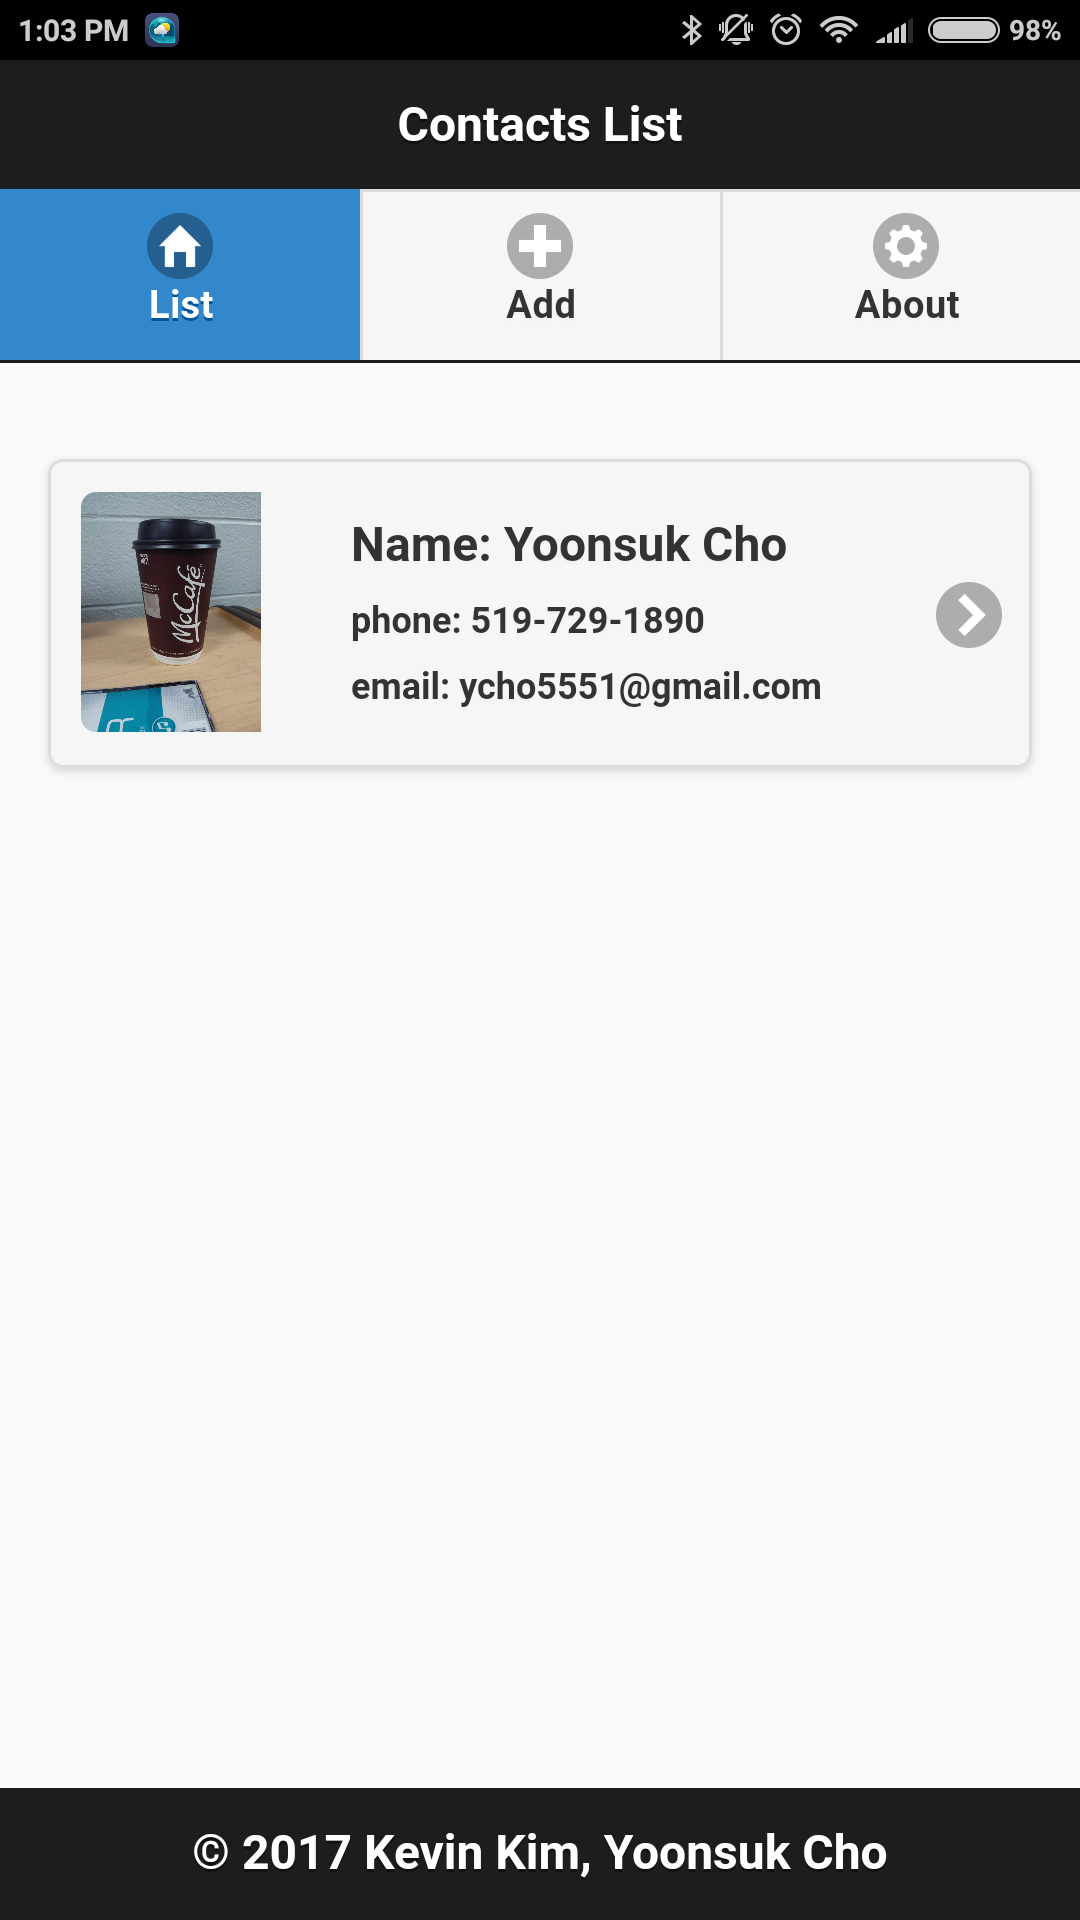 1:03 PM
98%
Contacts List
List
Add
About
Name: Yoonsuk Cho
McCafé
phone: 519-729-1890
email: ycho5551@gmail.com
© 2017 Kevin Kim, Yoonsuk Cho